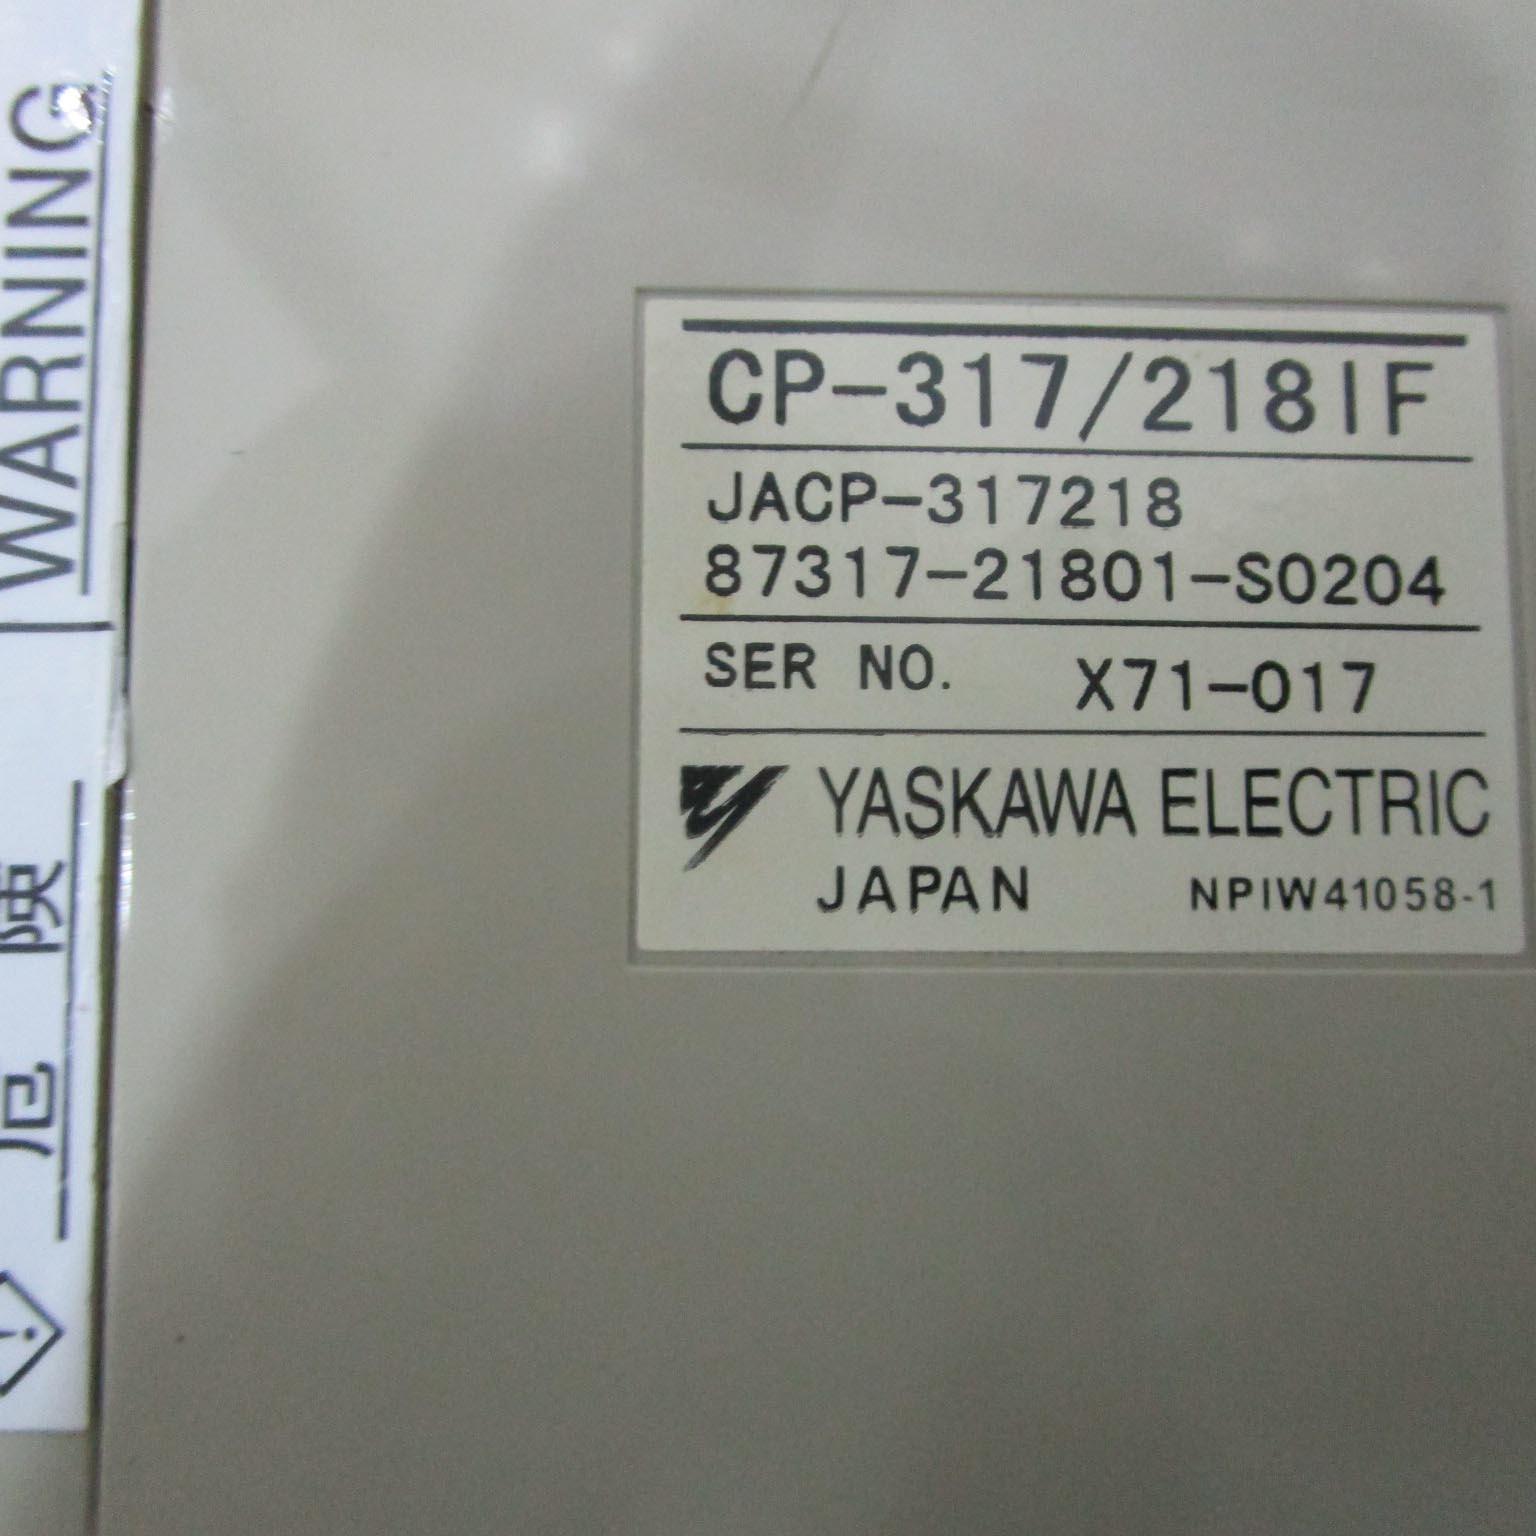 WARNING
危険
CP-317/218IF
JACP-317218
87317-21801-S0204
SER NO. X71-017
YASKAWA ELECTRIC
JAPAN NPIW41058-1